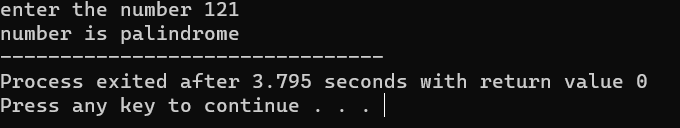 enter the number 121
number is palindrome
--------------------------------
Process exited after 3.795 seconds with return value 0
Press any key to continue . . .